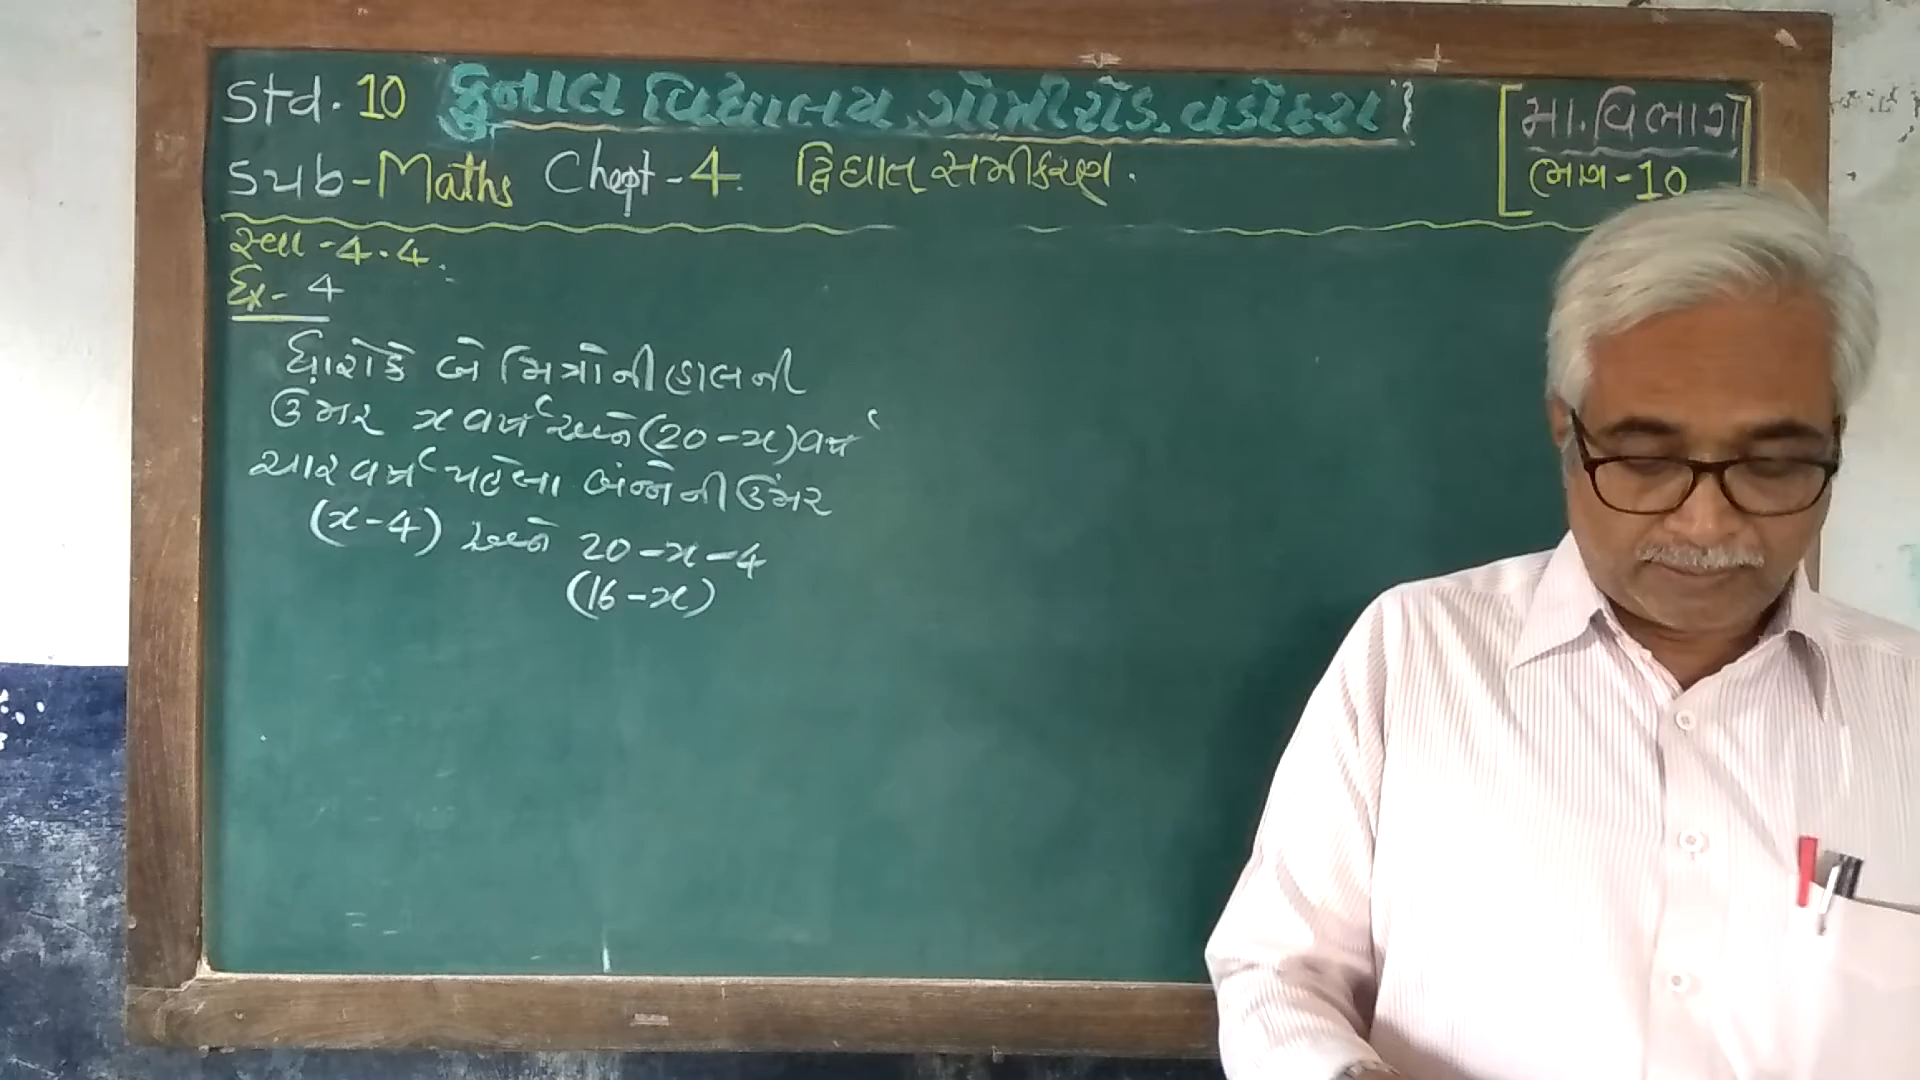 Std. 10 કુનાલ વિદ્યાલય, ગોત્રીરોડ, વડોદરા
મા. વિભાગ
Sub-Maths Chapt-4. દ્વિઘાત સમીકરણ.
ભાગ-10
સ્વા-4.4.
Ex- 4
ધારોકે બે મિત્રોની હાલની
ઉંમર x વર્ષ અને (20-x) વર્ષ
ચાર વર્ષ પહેલા બંન્નેની ઉંમર
(x-4) અને 20-x-4
(16-x)